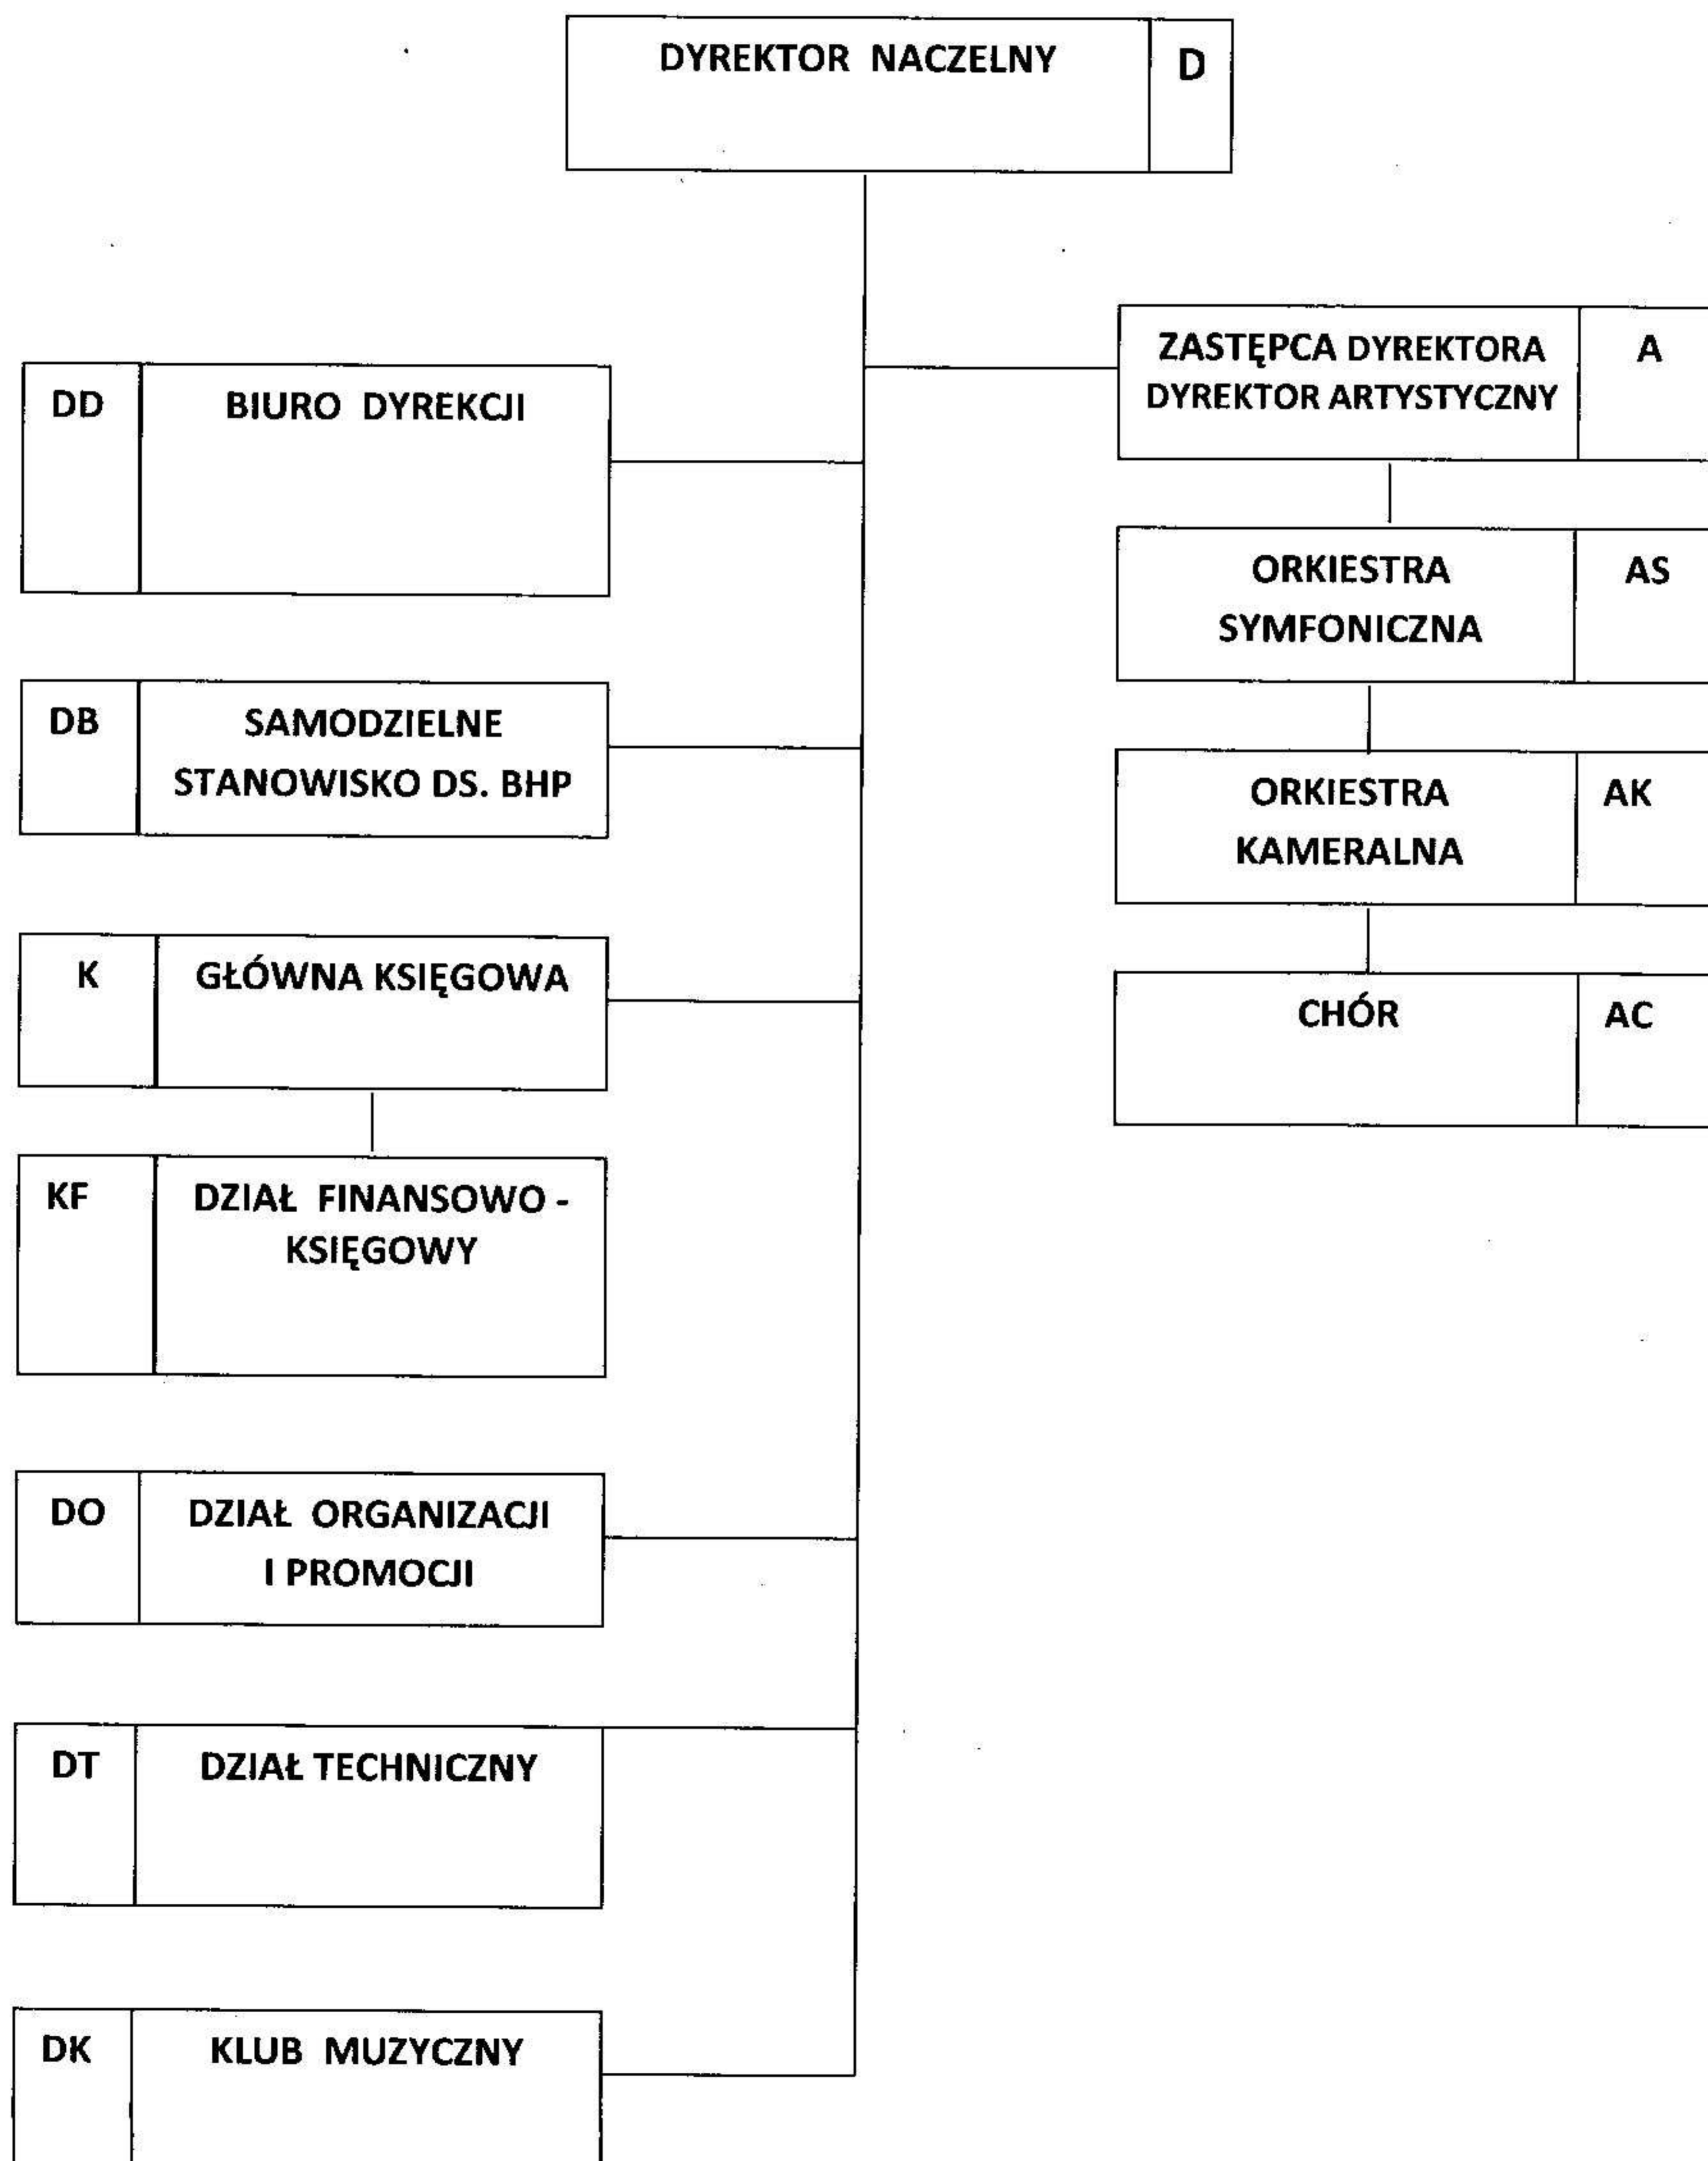 DYREKTOR NACZELNY D
ZASTĘPCA DYREKTORA A
DYREKTOR ARTYSTYCZNY
DD BIURO DYREKCJI
ORKIESTRA AS
SYMFONICZNA
DB SAMODZIELNE
STANOWISKO DS. BHP
ORKIESTRA AK
KAMERALNA
K GŁÓWNA KSIĘGOWA
CHÓR AC
KF DZIAŁ FINANSOWO -
KSIĘGOWY
DO DZIAŁ ORGANIZACJI
I PROMOCJI
DT DZIAŁ TECHNICZNY
DK KLUB MUZYCZNY